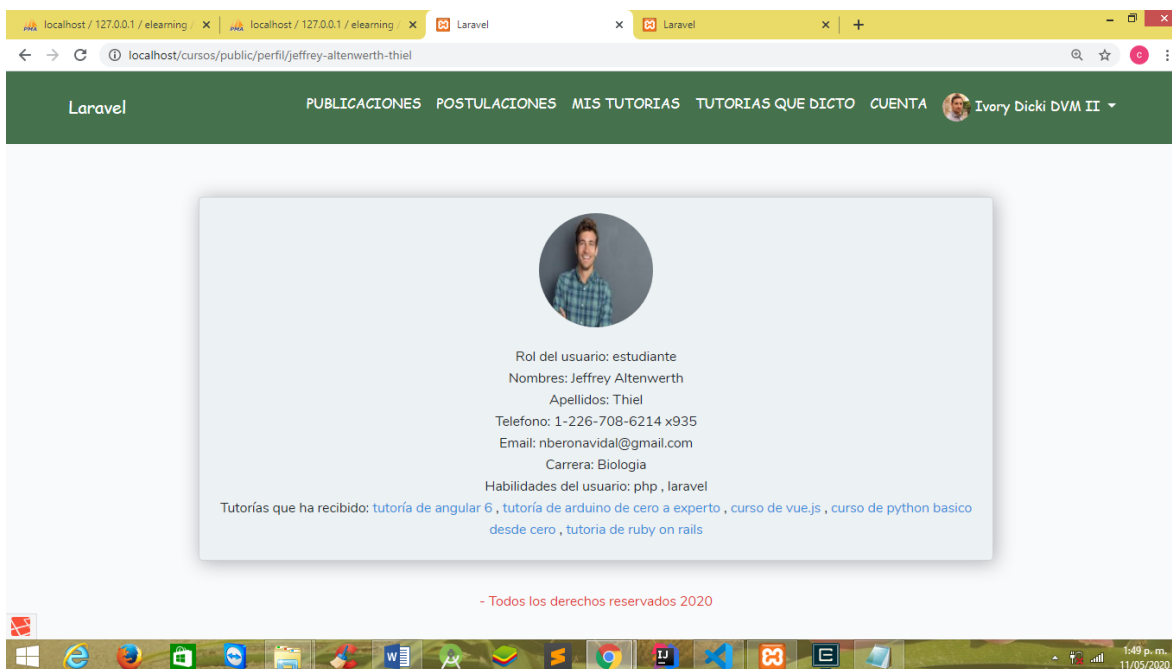 localhost / 127.0.0.1 / elearning /
localhost / 127.0.0.1 / elearning /
Laravel
Laravel
localhost/cursos/public/perfil/jeffrey-altenwerth-thiel
C
Laravel
PUBLICACIONES POSTULACIONES MIS TUTORIAS TUTORIAS QUE DICTO CUENTA Ivory Dicki DVM II
Rol del usuario: estudiante
Nombres: Jeffrey Altenwerth
Apellidos: Thiel
Telefono: 1-226-708-6214 x935
Email: nberonavidal@gmail.com
Carrera: Biologia
Habilidades del usuario: php , laravel
Tutorías que ha recibido: tutoría de angular 6 , tutoría de arduino de cero a experto , curso de vue.js , curso de python basico
desde cero , tutoria de ruby on rails
- Todos los derechos reservados 2020
1:49 p. m.
11/05/2020